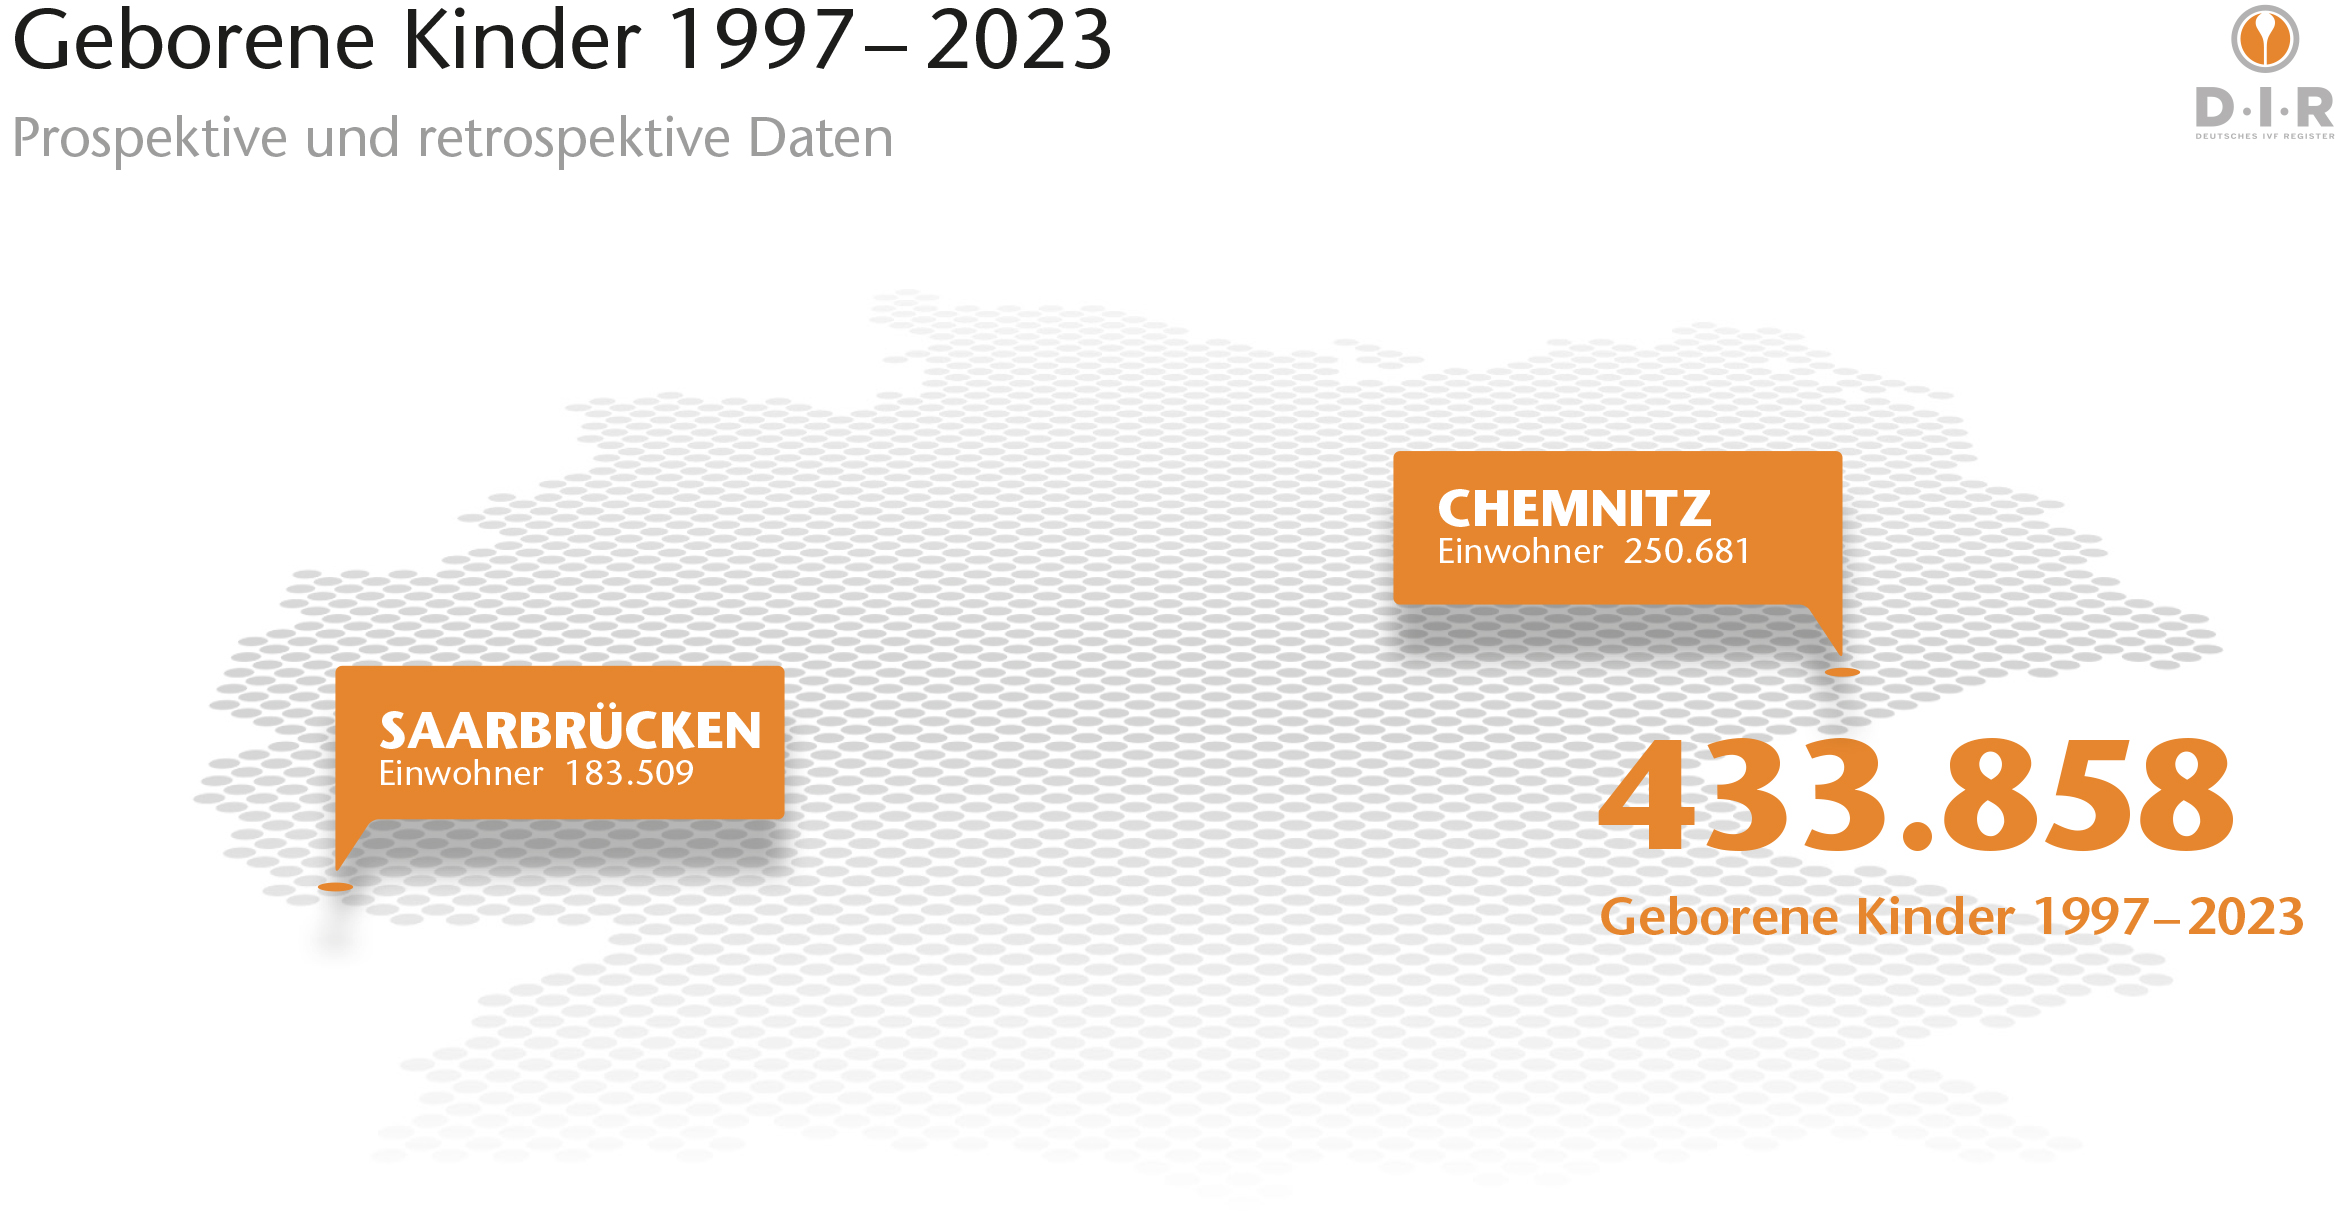 Geborene Kinder 1997–2023
Prospektive und retrospektive Daten
D·I·R
DEUTSCHES IVF REGISTER
CHEMNITZ
Einwohner 250.681
SAARBRÜCKEN
Einwohner 183.509
433.858
Geborene Kinder 1997–2023